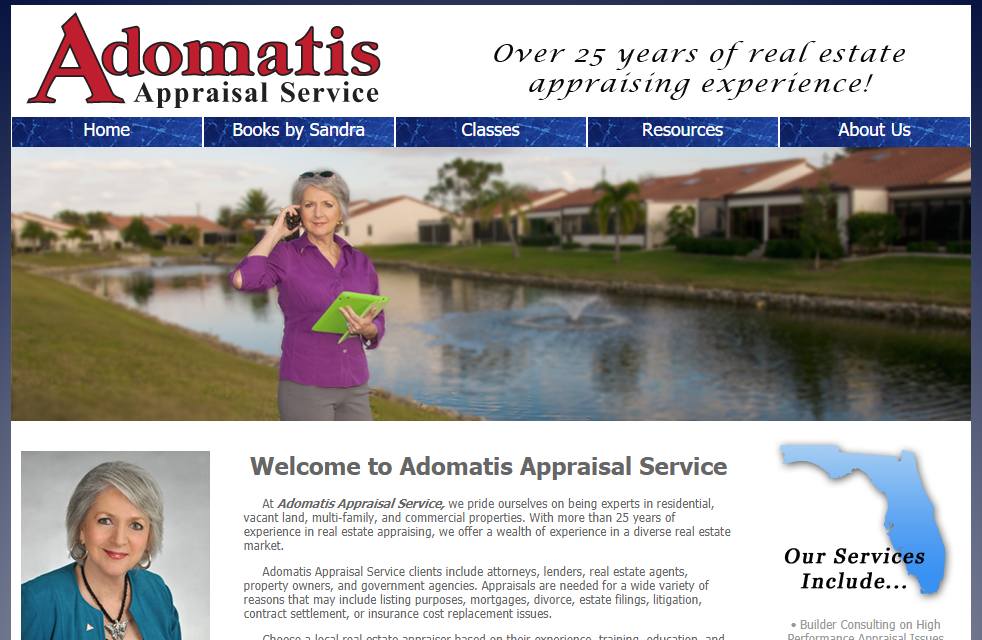 Adomatis
Appraisal Service
Over 25 years of real estate
appraising experience!
Home
Books by Sandra
Classes
Resources
About Us
Welcome to Adomatis Appraisal Service
At Adomatis Appraisal Service, we pride ourselves on being experts in residential,
vacant land, multi-family, and commercial properties. With more than 25 years of
experience in real estate appraising, we offer a wealth of experience in a diverse real estate
market.
Adomatis Appraisal Service clients include attorneys, lenders, real estate agents,
property owners, and government agencies. Appraisals are needed for a wide variety of
reasons that may include listing purposes, mortgages, divorce, estate filings, litigation,
contract settlement, or insurance cost replacement issues.
Choose a local real estate appraiser based on their experience, training, education, and
Our Services
Include...
• Builder Consulting on High
Performance Appraisal Issues